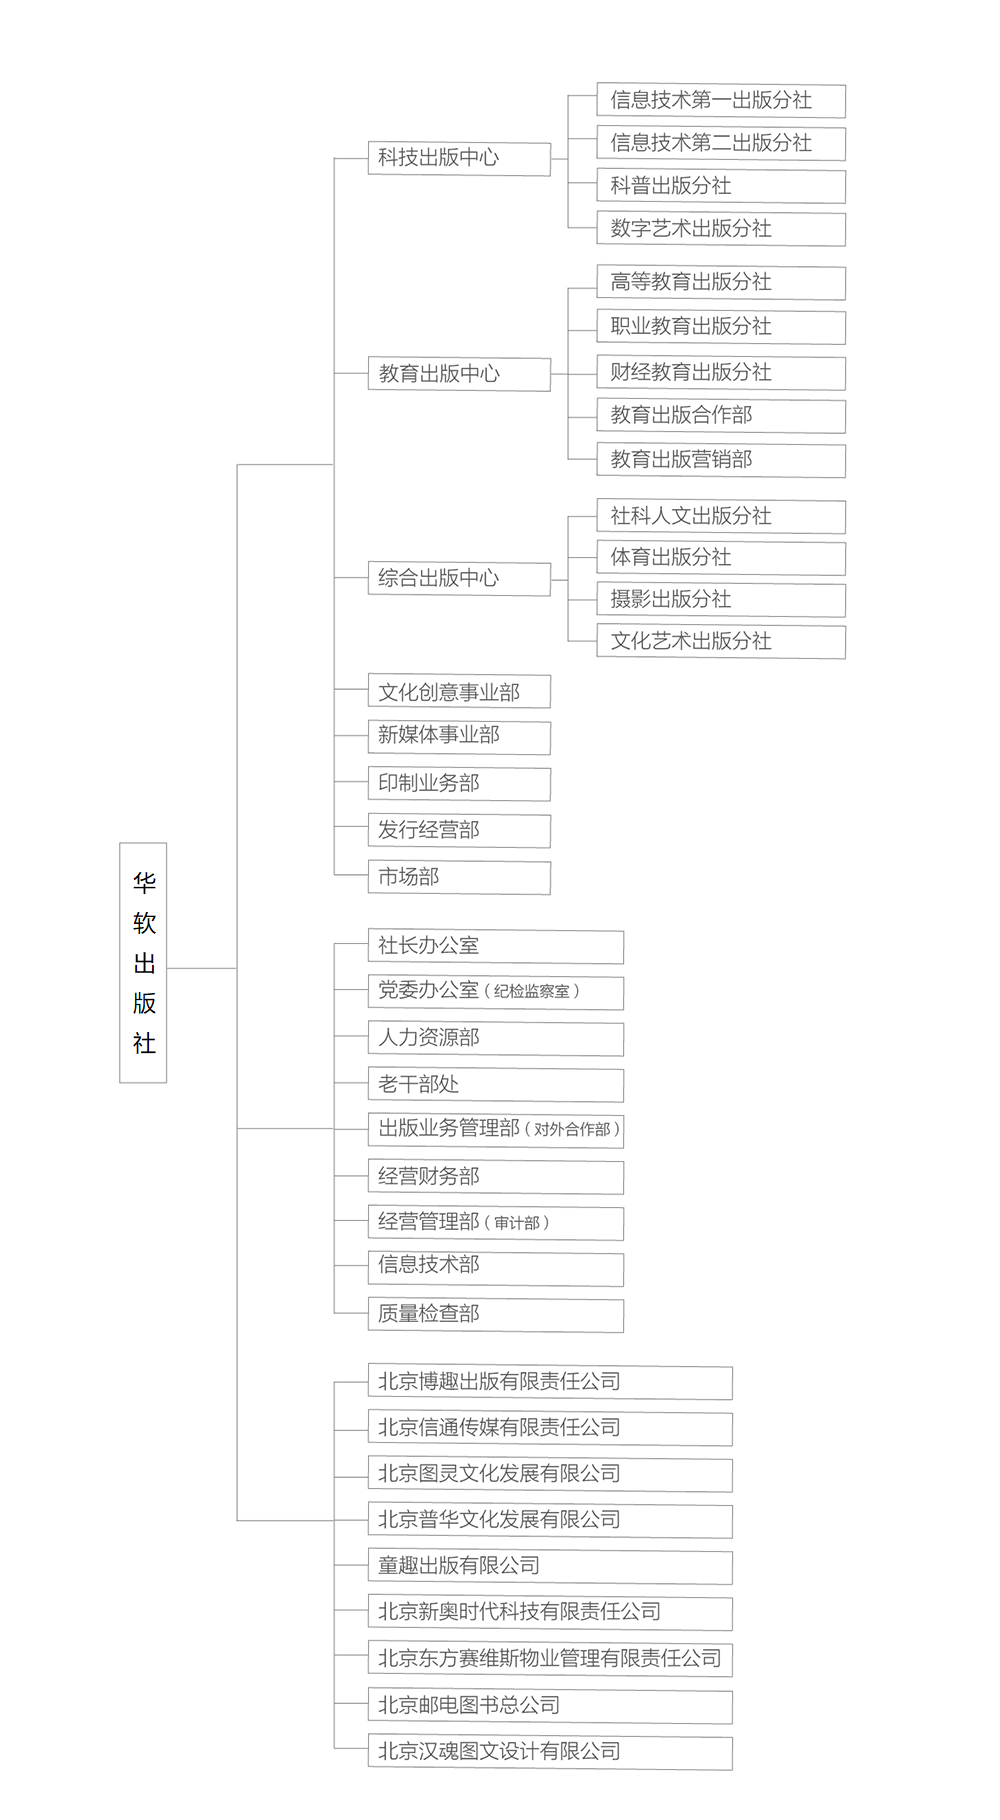 华软出版社
科技出版中心
信息技术第一出版分社
信息技术第二出版分社
科普出版分社
数字艺术出版分社
教育出版中心
高等教育出版分社
职业教育出版分社
财经教育出版分社
教育出版合作部
教育出版营销部
综合出版中心
社科人文出版分社
体育出版分社
摄影出版分社
文化艺术出版分社
文化创意事业部
新媒体事业部
印制业务部
发行经营部
市场部
社长办公室
党委办公室（纪检监察室）
人力资源部
老干部处
出版业务管理部（对外合作部）
经营财务部
经营管理部（审计部）
信息技术部
质量检查部
北京博趣出版有限责任公司
北京信通传媒有限责任公司
北京图灵文化发展有限公司
北京普华文化发展有限公司
童趣出版有限公司
北京新奥时代科技有限责任公司
北京东方赛维斯物业管理有限责任公司
北京邮电图书总公司
北京汉魂图文设计有限公司